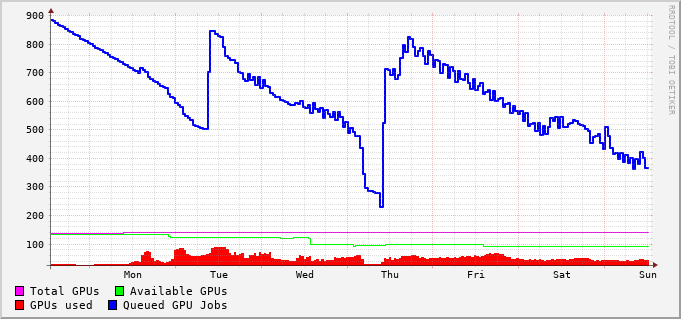 900
800
700
600
500
400
300
200
100
Mon Tue Wed Thu Fri Sat Sun
Total GPUs Available GPUs
GPUs used Queued GPU Jobs
RRDTOOL / TOBI OETIKER